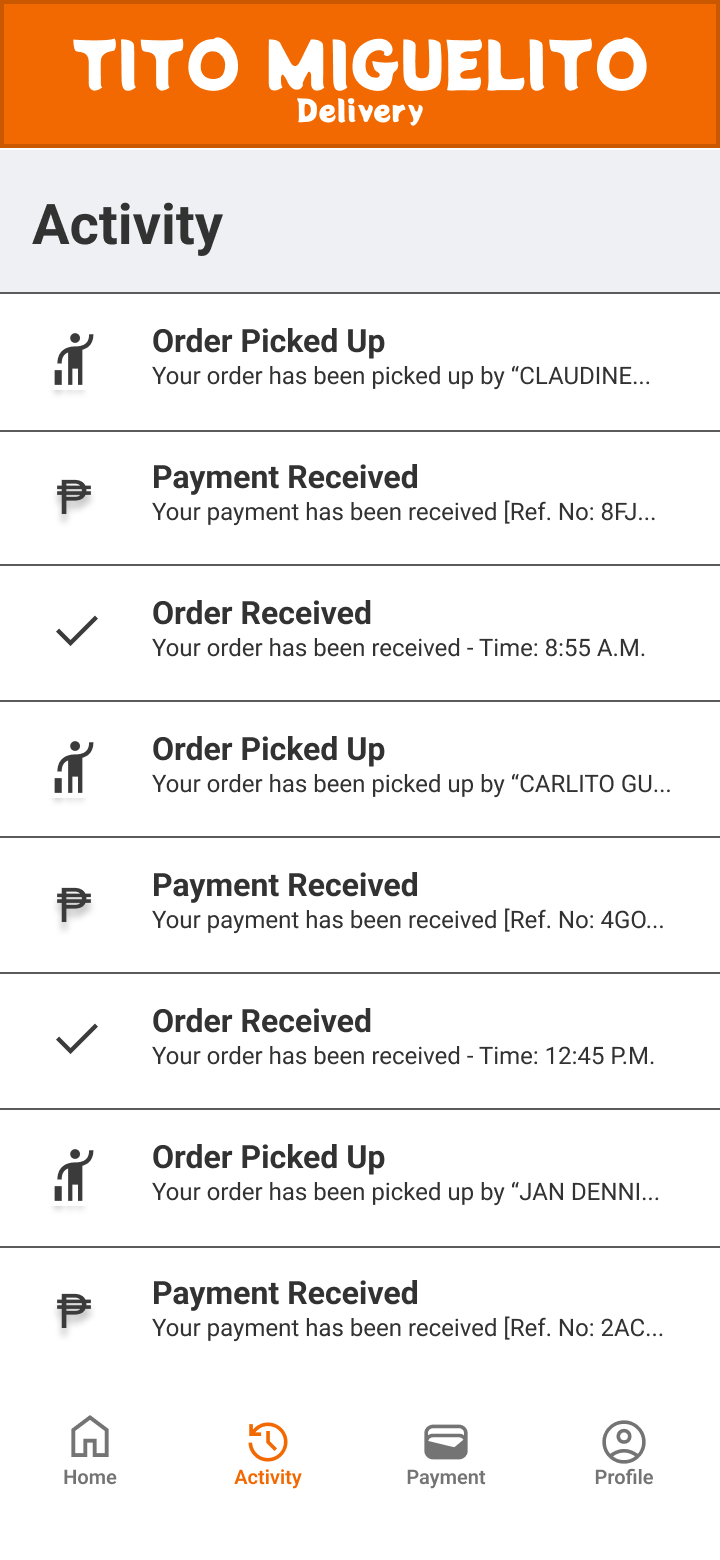 TITO MIGUELITO
Delivery
Activity
Order Picked Up
Your order has been picked up by “CLAUDINE...
₱
Payment Received
Your payment has been received [Ref. No: 8FJ...
Order Received
Your order has been received - Time: 8:55 A.M.
Order Picked Up
Your order has been picked up by “CARLITO GU...
₱
Payment Received
Your payment has been received [Ref. No: 4GO...
Order Received
Your order has been received - Time: 12:45 P.M.
Order Picked Up
Your order has been picked up by “JAN DENNI...
₱
Payment Received
Your payment has been received [Ref. No: 2AC...
Home
Activity
Payment
Profile